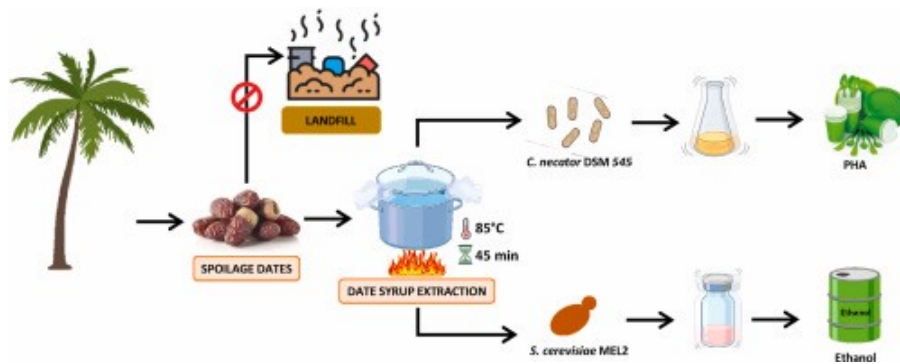 LANDFILL
C. necator DSM 545
PHA
85°C
45 min
SPOILAGE DATES
DATE SYRUP EXTRACTION
S. cerevisiae MEL2
Ethanol
Ethanol